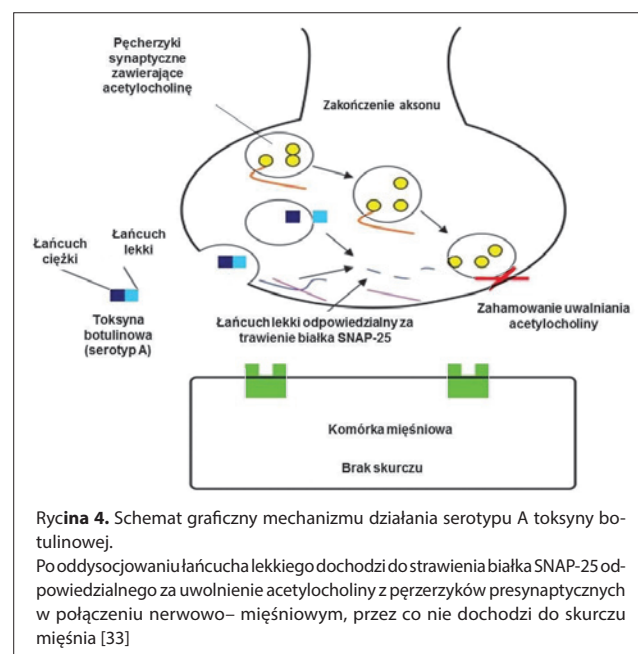 Pęcherzyki
synaptyczne
zawierające
acetylocholinę
Zakończenie aksonu
Łańcuch
ciężki
Łańcuch
lekki
Toksyna
botulinowa
(serotyp A)
Łańcuch lekki odpowiedzialny za
trawienie białka SNAP-25
Zahamowanie uwalniania
acetylocholiny
Komórka mięśniowa
Brak skurczu
Rycina 4. Schemat graficzny mechanizmu działania serotypu A toksyny bo-
tulinowej.
Po oddysocjowaniu łańcucha lekkiego dochodzi do strawienia białka SNAP-25 od-
powiedzialnego za uwolnienie acetylocholiny z pęrzerzyków presynaptycznych
w połączeniu nerwowo– mięśniowym, przez co nie dochodzi do skurczu
mięśnia [33]